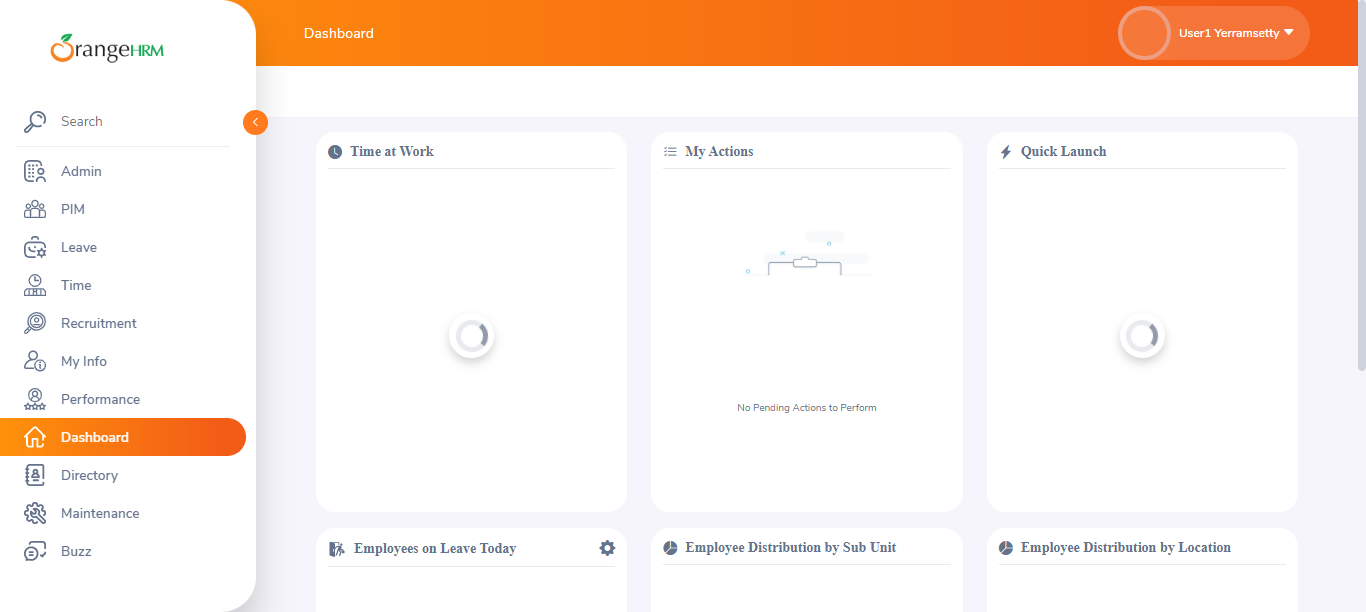 OrangeHRM
Dashboard
User1 Yerramsetty
Search
Admin
PIM
Leave
Time
Recruitment
My Info
Performance
Dashboard
Directory
Maintenance
Buzz
Time at Work
My Actions
Quick Launch
No Pending Actions to Perform
Employees on Leave Today
Employee Distribution by Sub Unit
Employee Distribution by Location